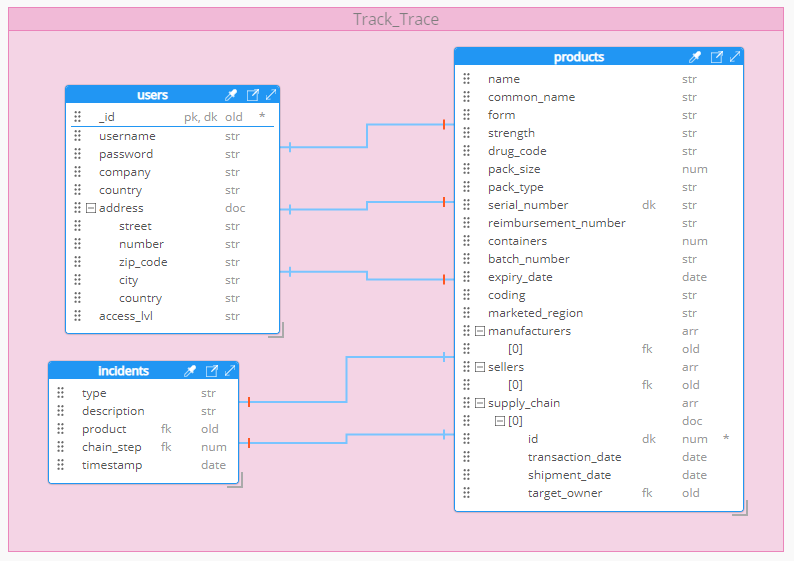 Track_Trace
users
_id pk, dk oId *
username str
password str
company str
country str
address doc
street str
number str
zip_code str
city str
country str
access_lvl str
incidents
type str
description str
product fk oId
chain_step fk num
timestamp date
products
name str
common_name str
form str
strength str
drug_code str
pack_size num
pack_type str
serial_number dk str
reimbursement_number str
containers num
batch_number str
expiry_date date
coding str
marketed_region str
manufacturers arr
[0] fk oId
sellers arr
[0] fk oId
supply_chain arr
[0] doc
id dk num *
transaction_date date
shipment_date date
target_owner fk oId